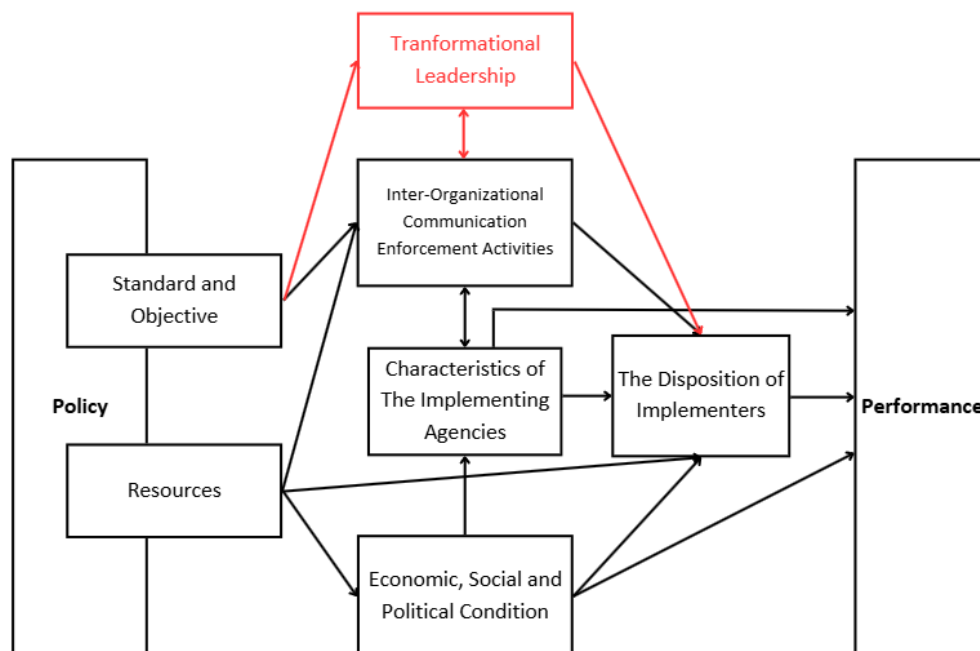 Tranformational
Leadership
Inter-Organizational
Communication
Enforcement Activities
Standard and
Objective
Characteristics of
The Implementing
Agencies
The Disposition of
Implementers
Policy
Performance
Resources
Economic, Social and
Political Condition